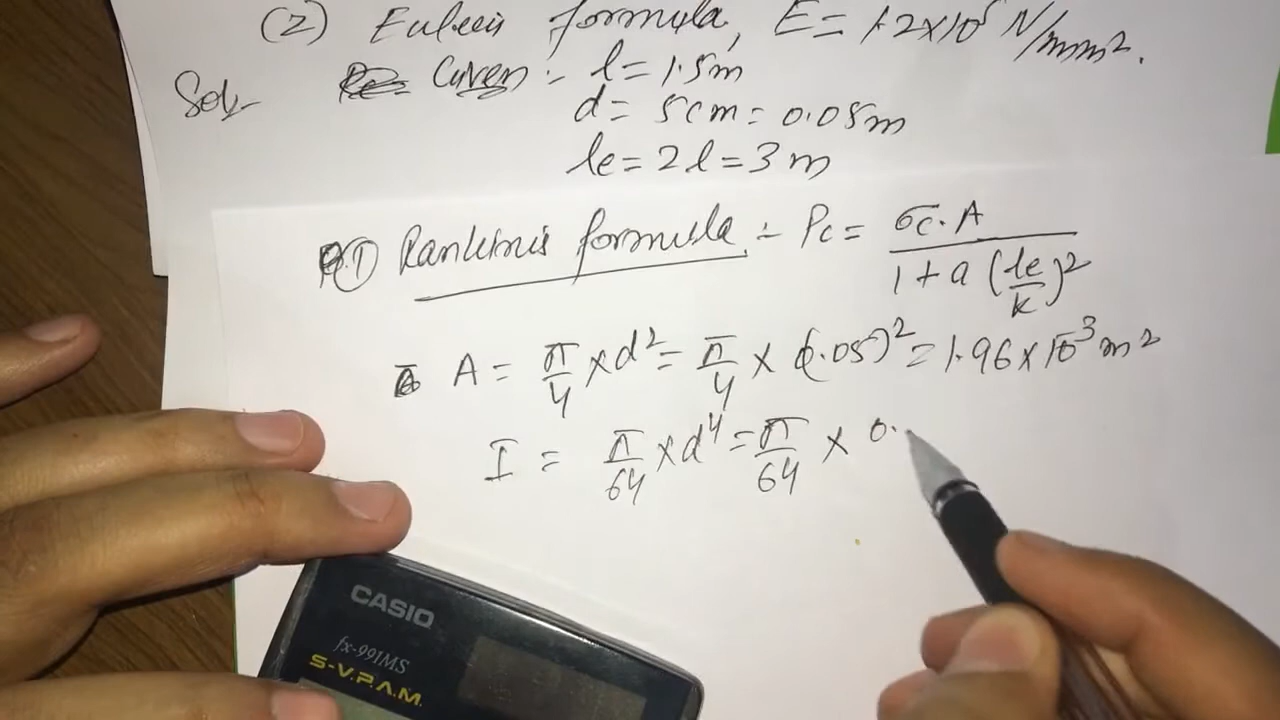 (2) Euler's formula, E = 1.2×10⁵ N/mm².
Sol- Given :- l = 1.5m
d = 5cm = 0.05m
le = 2l = 3m
(1) Rankine's formula :- Pc = σc.A / 1 + a (le/k)²
A = π/4 × d² = π/4 × (0.05)² = 1.96×10⁻³ m²
I = π/64 × d⁴ = π/64 × 0.
CASIO
fx-991MS
S-V.P.A.M.